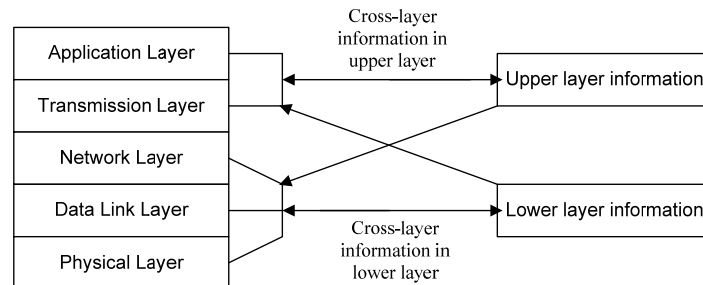 Application Layer
Transmission Layer
Network Layer
Data Link Layer
Physical Layer
Cross-layer
information in
upper layer
Upper layer information
Lower layer information
Cross-layer
information in
lower layer